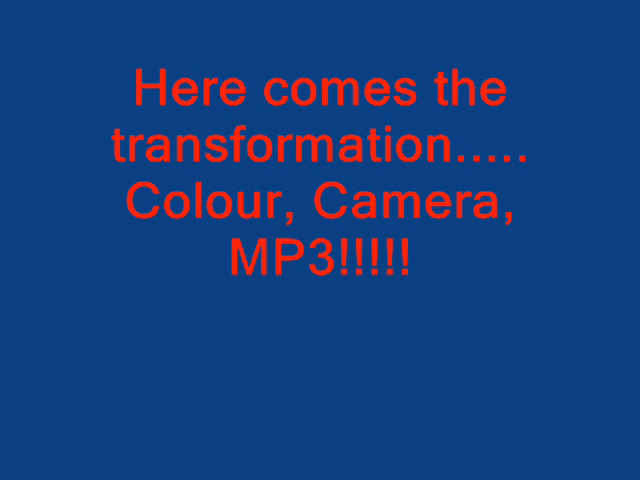 Here comes the
transformation.....
Colour, Camera,
MP3!!!!!